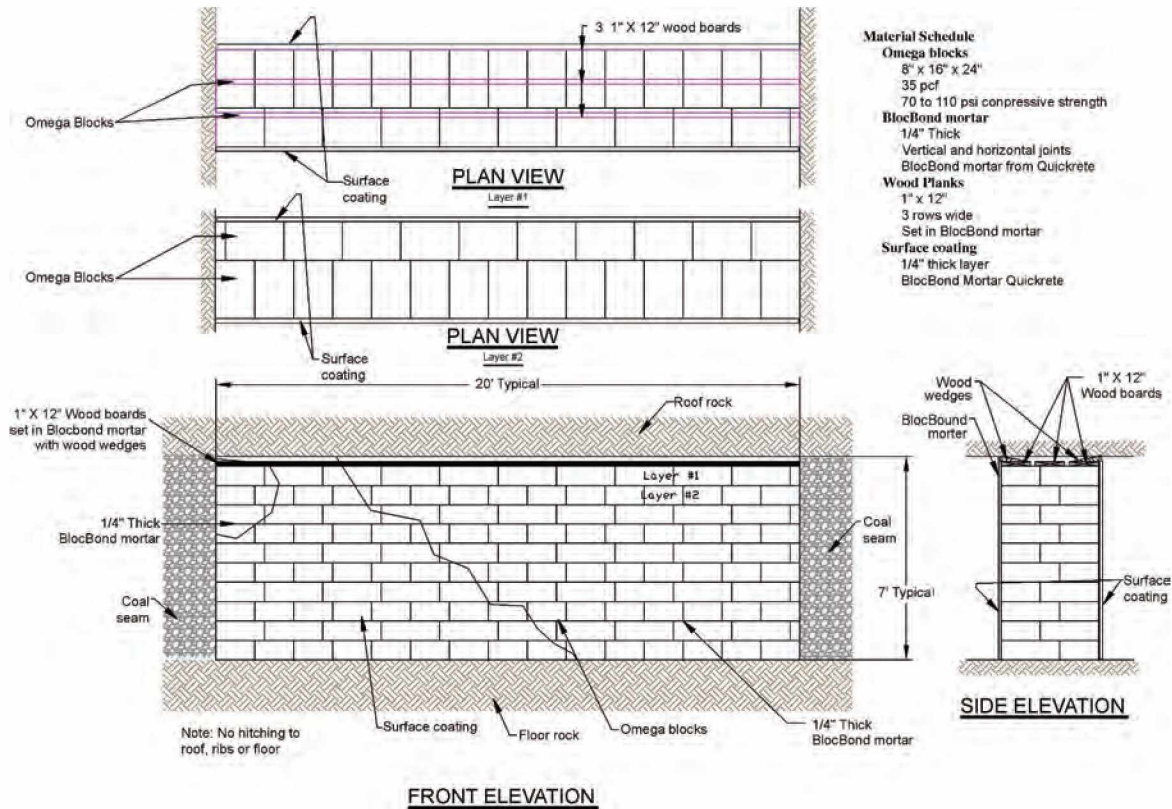 3 1" X 12" wood boards
Omega Blocks
Surface
coating
PLAN VIEW
Layer #1
Material Schedule
Omega blocks
8" x 16" x 24"
35 pcf
70 to 110 psi conpressive strength
BlocBond mortar
1/4" Thick
Vertical and horizontal joints
BlocBond mortar from Quickrete
Wood Planks
1" x 12"
3 rows wide
Set in BlocBond mortar
Surface coating
1/4" thick layer
BlocBond Mortar Quickrete
Omega Blocks
PLAN VIEW
Layer #2
Surface
coating
20' Typical
1" X 12" Wood boards
set in Blocbond mortar
with wood wedges
Roof rock
Layer #1
Layer #2
1/4" Thick
BlocBond mortar
Coal
seam
Coal
seam
7' Typical
Surface coating
Floor rock
Omega blocks
1/4" Thick
BlocBond mortar
Note: No hitching to
roof, ribs or floor
FRONT ELEVATION
Wood
wedges
1" X 12"
Wood boards
BlocBound
morter
Surface
coating
SIDE ELEVATION